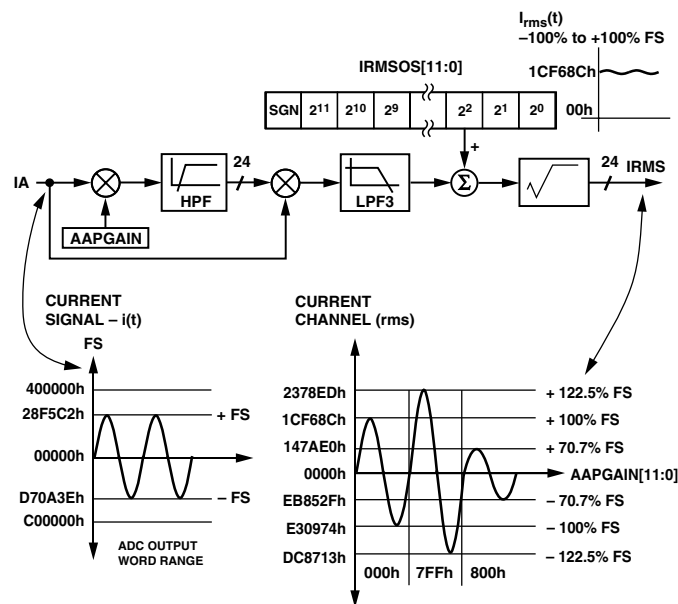 Irms(t)
–100% to +100% FS
IRMSOS[11:0]
1CF68Ch
00h
SGN 2¹¹ 2¹⁰ 2⁹ 2² 2¹ 2⁰
+
24
24
IRMS
IA
HPF
LPF3
Σ
AAPGAIN
CURRENT
SIGNAL – i(t)
FS
400000h
28F5C2h
+ FS
00000h
D70A3Eh
– FS
C00000h
ADC OUTPUT
WORD RANGE
CURRENT
CHANNEL (rms)
2378EDh
+ 122.5% FS
1CF68Ch
+ 100% FS
147AE0h
+ 70.7% FS
0000h
AAPGAIN[11:0]
EB852Fh
– 70.7% FS
E30974h
– 100% FS
DC8713h
– 122.5% FS
000h 7FFh 800h